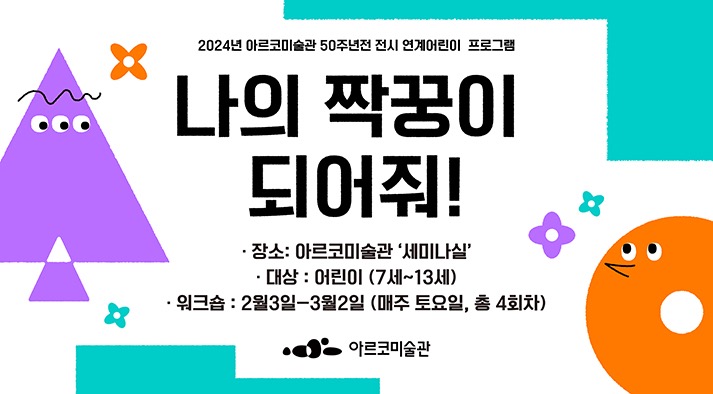 2024년 아르코미술관 50주년전 전시 연계어린이 프로그램
나의 짝꿍이
되어줘!
· 장소: 아르코미술관 ‘세미나실’
· 대상 : 어린이 (7세~13세)
· 워크숍 : 2월3일–3월2일 (매주 토요일, 총 4회차)
아르코미술관